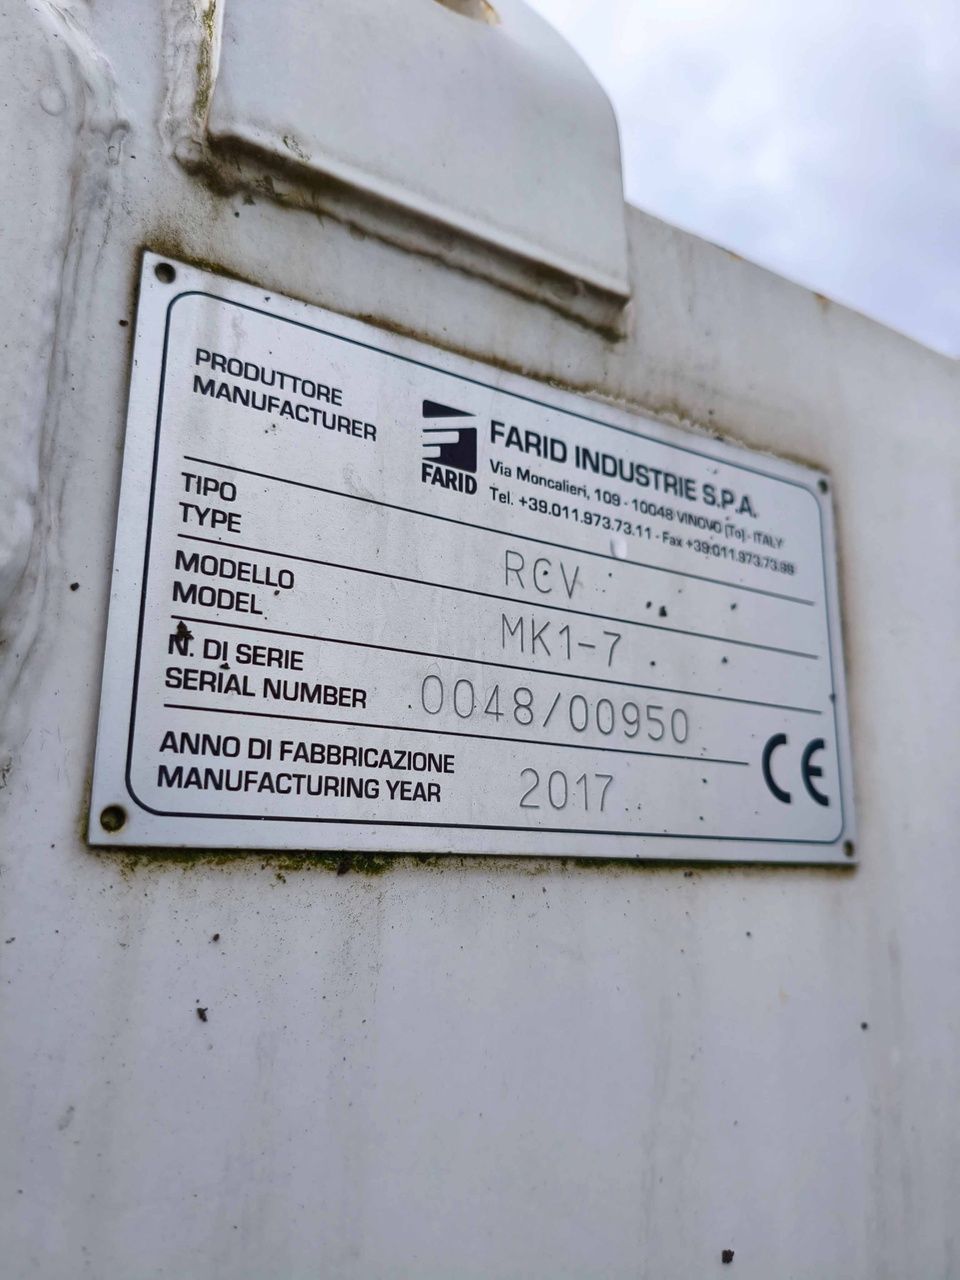 PRODUTTORE
MANUFACTURER
FARID
FARID INDUSTRIE S.P.A.
Via Moncalieri, 109 - 10048 VINOVO (To) - ITALY
Tel. +39.011.973.73.11 - Fax +39.011.973.73.99
TIPO
TYPE
RCV
MODELLO
MODEL
MK1-7
N. DI SERIE
SERIAL NUMBER
0048/00950
ANNO DI FABBRICAZIONE
MANUFACTURING YEAR
2017
CE